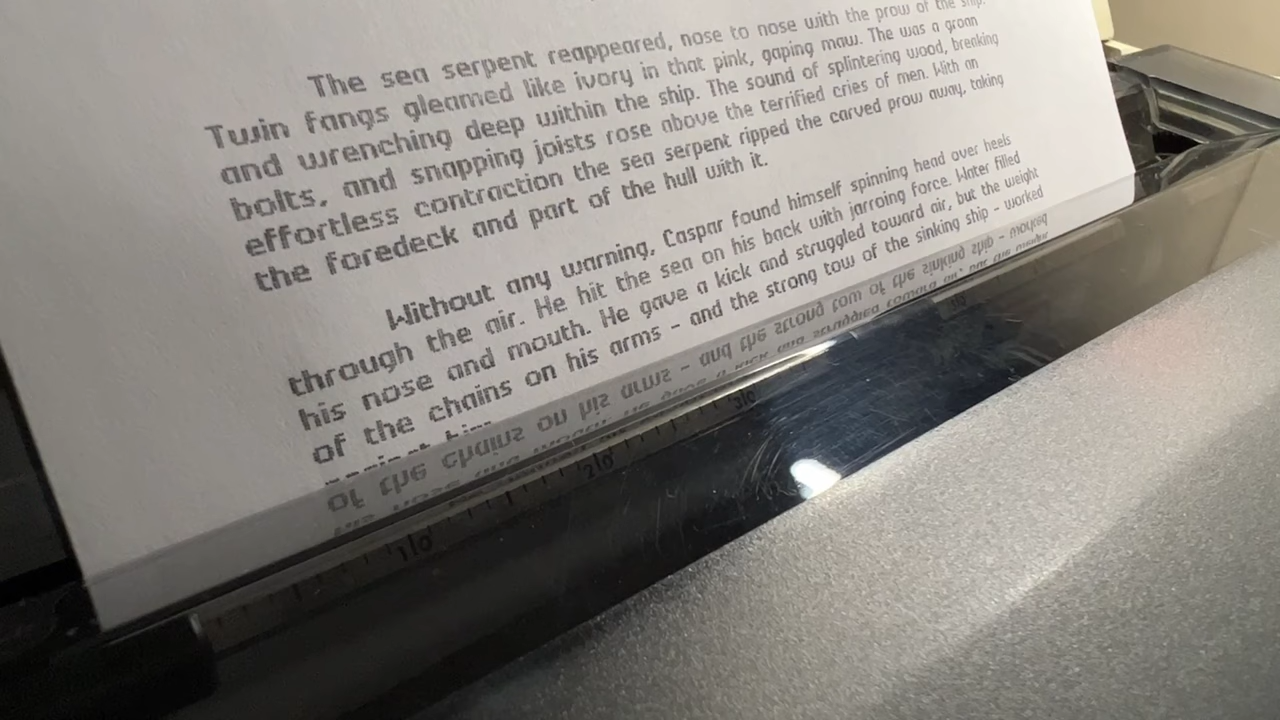 The sea serpent reappeared, nose to nose with the prow of the ship.
Twin fangs gleamed like ivory in that pink, gaping maw. The was a groan
and wrenching deep within the ship. The sound of splintering wood, breaking
bolts, and snapping joists rose above the terrified cries of men. With an
effortless contraction the sea serpent ripped the carved prow away, taking
the foredeck and part of the hull with it.
Without any warning, Caspar found himself spinning head over heels
through the air. He hit the sea on his back with jarroing force. Water filled
his nose and mouth. He gave a kick and struggled toward air, but the weight
of the chains on his arms - and the strong tow of the sinking ship - worked
10
20
30